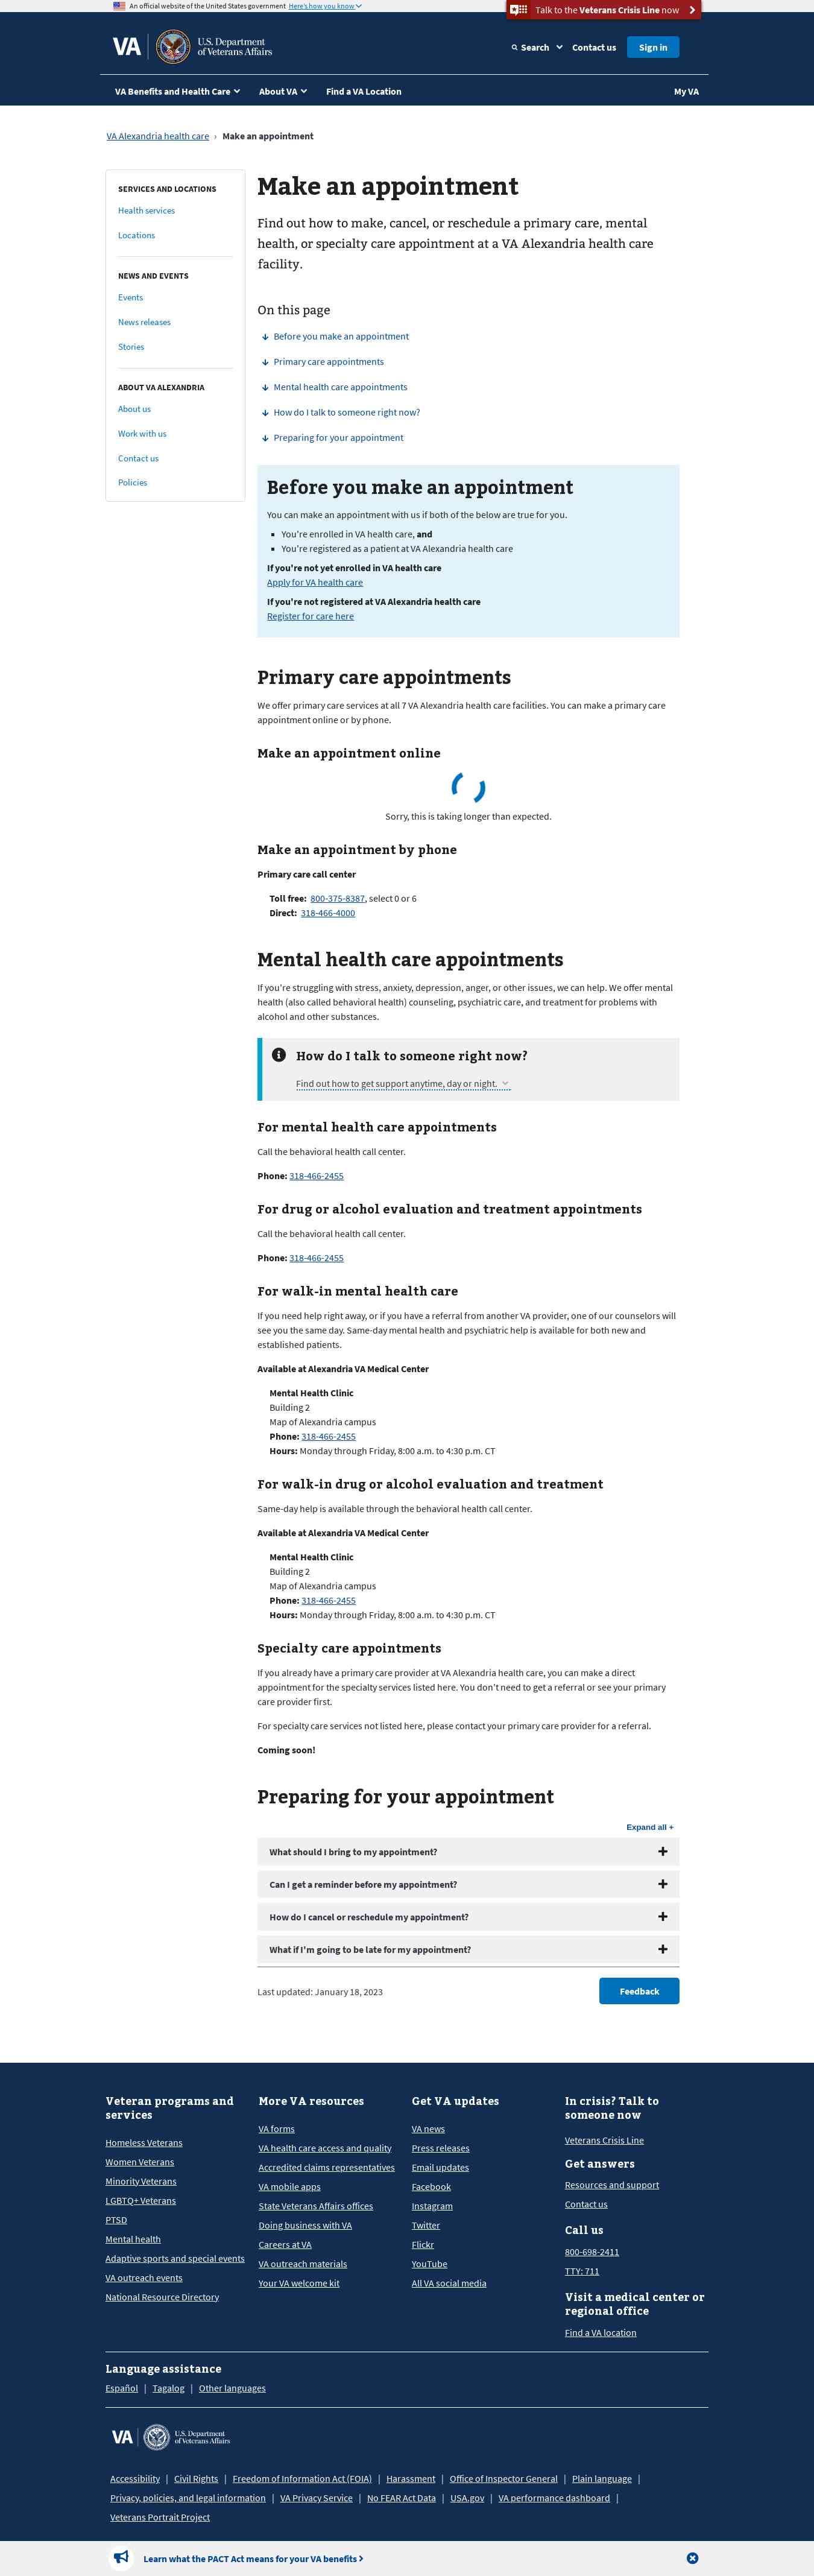 An official website of the United States government Here's how you know
Talk to the Veterans Crisis Line now
VA
U.S. Department
of Veterans Affairs
Search
Contact us
Sign in
VA Benefits and Health Care
About VA
Find a VA Location
My VA
VA Alexandria health care › Make an appointment
SERVICES AND LOCATIONS
Health services
Locations
NEWS AND EVENTS
Events
News releases
Stories
ABOUT VA ALEXANDRIA
About us
Work with us
Contact us
Policies
Make an appointment
Find out how to make, cancel, or reschedule a primary care, mental
health, or specialty care appointment at a VA Alexandria health care
facility.
On this page
Before you make an appointment
Primary care appointments
Mental health care appointments
How do I talk to someone right now?
Preparing for your appointment
Before you make an appointment
You can make an appointment with us if both of the below are true for you.
You're enrolled in VA health care, and
You're registered as a patient at VA Alexandria health care
If you're not yet enrolled in VA health care
Apply for VA health care
If you're not registered at VA Alexandria health care
Register for care here
Primary care appointments
We offer primary care services at all 7 VA Alexandria health care facilities. You can make a primary care
appointment online or by phone.
Make an appointment online
Sorry, this is taking longer than expected.
Make an appointment by phone
Primary care call center
Toll free: 800-375-8387, select 0 or 6
Direct: 318-466-4000
Mental health care appointments
If you're struggling with stress, anxiety, depression, anger, or other issues, we can help. We offer mental
health (also called behavioral health) counseling, psychiatric care, and treatment for problems with
alcohol and other substances.
How do I talk to someone right now?
Find out how to get support anytime, day or night.
For mental health care appointments
Call the behavioral health call center.
Phone: 318-466-2455
For drug or alcohol evaluation and treatment appointments
Call the behavioral health call center.
Phone: 318-466-2455
For walk-in mental health care
If you need help right away, or if you have a referral from another VA provider, one of our counselors will
see you the same day. Same-day mental health and psychiatric help is available for both new and
established patients.
Available at Alexandria VA Medical Center
Mental Health Clinic
Building 2
Map of Alexandria campus
Phone: 318-466-2455
Hours: Monday through Friday, 8:00 a.m. to 4:30 p.m. CT
For walk-in drug or alcohol evaluation and treatment
Same-day help is available through the behavioral health call center.
Available at Alexandria VA Medical Center
Mental Health Clinic
Building 2
Map of Alexandria campus
Phone: 318-466-2455
Hours: Monday through Friday, 8:00 a.m. to 4:30 p.m. CT
Specialty care appointments
If you already have a primary care provider at VA Alexandria health care, you can make a direct
appointment for the specialty services listed here. You don't need to get a referral or see your primary
care provider first.
For specialty care services not listed here, please contact your primary care provider for a referral.
Coming soon!
Preparing for your appointment
Expand all +
What should I bring to my appointment?
Can I get a reminder before my appointment?
How do I cancel or reschedule my appointment?
What if I'm going to be late for my appointment?
Last updated: January 18, 2023
Feedback
Veteran programs and
services
Homeless Veterans
Women Veterans
Minority Veterans
LGBTQ+ Veterans
PTSD
Mental health
Adaptive sports and special events
VA outreach events
National Resource Directory
More VA resources
VA forms
VA health care access and quality
Accredited claims representatives
VA mobile apps
State Veterans Affairs offices
Doing business with VA
Careers at VA
VA outreach materials
Your VA welcome kit
Get VA updates
VA news
Press releases
Email updates
Facebook
Instagram
Twitter
Flickr
YouTube
All VA social media
In crisis? Talk to
someone now
Veterans Crisis Line
Get answers
Resources and support
Contact us
Call us
800-698-2411
TTY: 711
Visit a medical center or
regional office
Find a VA location
Language assistance
Español | Tagalog | Other languages
VA
U.S. Department
of Veterans Affairs
Accessibility | Civil Rights | Freedom of Information Act (FOIA) | Harassment | Office of Inspector General | Plain language |
Privacy, policies, and legal information | VA Privacy Service | No FEAR Act Data | USA.gov | VA performance dashboard |
Veterans Portrait Project
Learn what the PACT Act means for your VA benefits